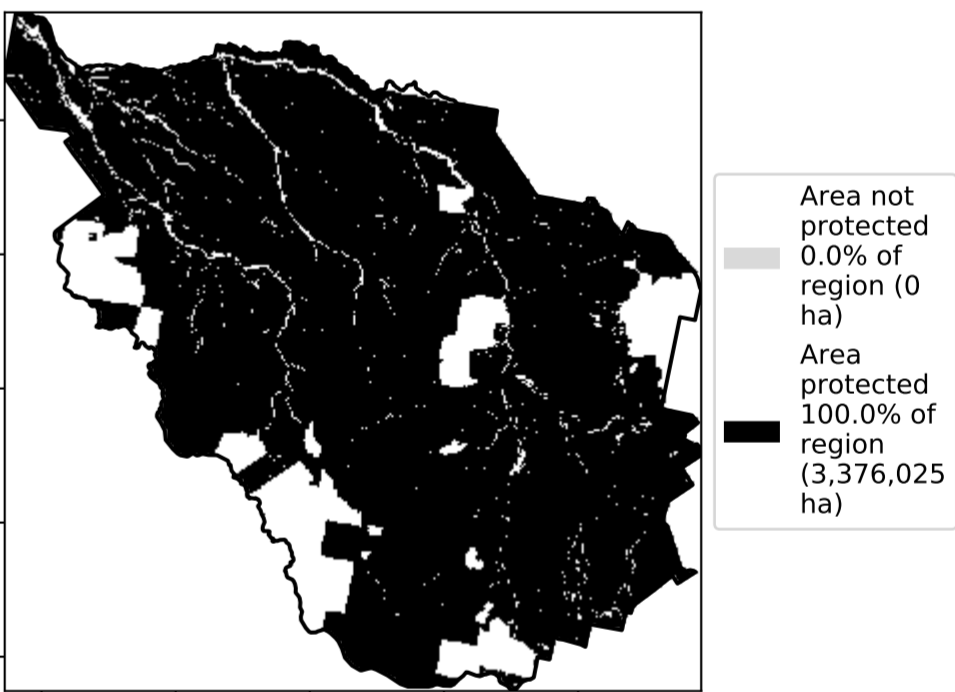 Area not
protected
0.0% of
region (0
ha)
Area
protected
100.0% of
region
(3,376,025
ha)